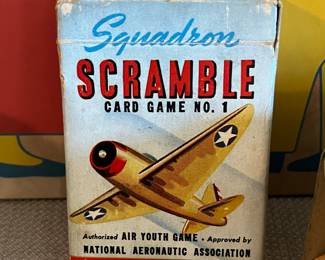 Squadron
SCRAMBLE
CARD GAME NO. 1
Authorized AIR YOUTH GAME • Approved by
NATIONAL AERONAUTIC ASSOCIATION